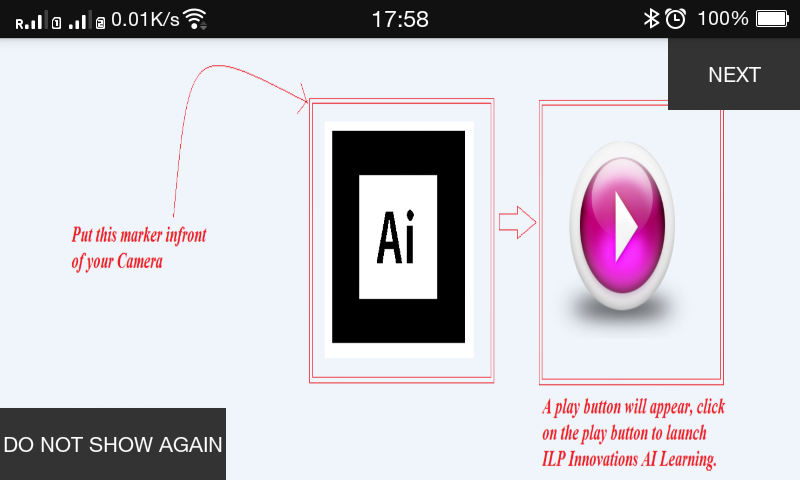 R 1 2 0.01K/s 17:58 100%
NEXT
Put this marker infront
of your Camera
Ai
A play button will appear, click
on the play button to launch
ILP Innovations AI Learning.
DO NOT SHOW AGAIN